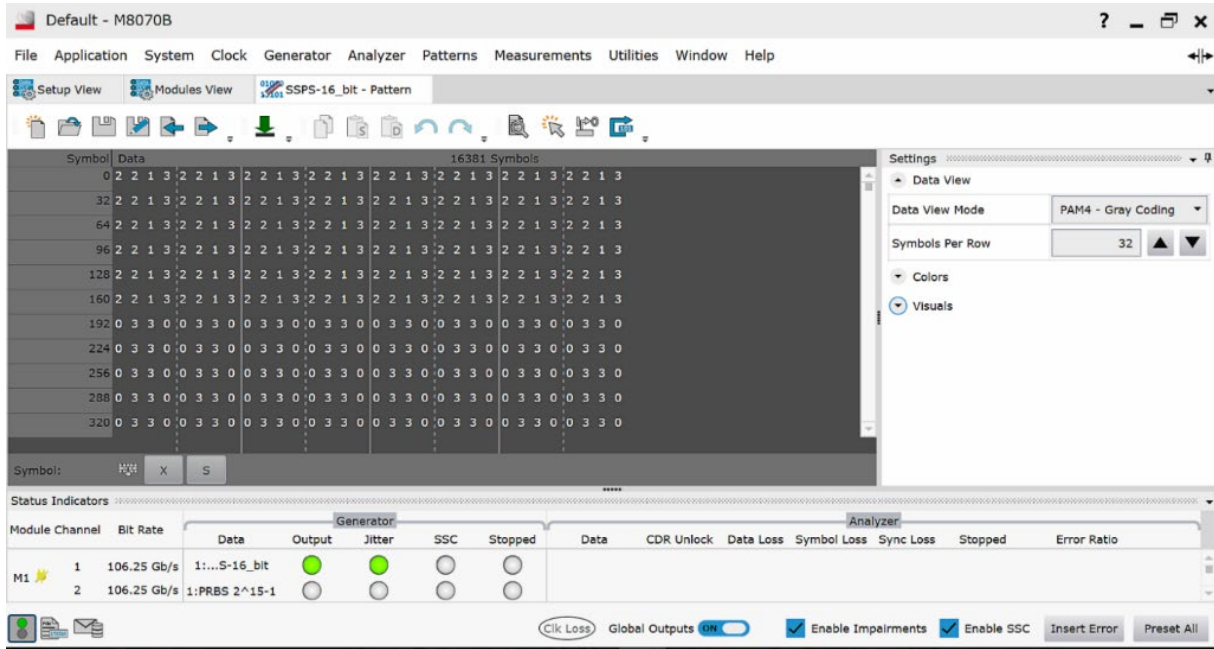 Default - M8070B
? _ x
File Application System Clock Generator Analyzer Patterns Measurements Utilities Window Help
Setup View Modules View SSPS-16_bit - Pattern
Symbol Data 16381 Symbols
0 2 2 1 3 2 2 1 3 2 2 1 3 2 2 1 3 2 2 1 3 2 2 1 3 2 2 1 3 2 2 1 3
32 2 2 1 3 2 2 1 3 2 2 1 3 2 2 1 3 2 2 1 3 2 2 1 3 2 2 1 3 2 2 1 3
64 2 2 1 3 2 2 1 3 2 2 1 3 2 2 1 3 2 2 1 3 2 2 1 3 2 2 1 3 2 2 1 3
96 2 2 1 3 2 2 1 3 2 2 1 3 2 2 1 3 2 2 1 3 2 2 1 3 2 2 1 3 2 2 1 3
128 2 2 1 3 2 2 1 3 2 2 1 3 2 2 1 3 2 2 1 3 2 2 1 3 2 2 1 3 2 2 1 3
160 2 2 1 3 2 2 1 3 2 2 1 3 2 2 1 3 2 2 1 3 2 2 1 3 2 2 1 3 2 2 1 3
192 0 3 3 0 0 3 3 0 0 3 3 0 0 3 3 0 0 3 3 0 0 3 3 0 0 3 3 0 0 3 3 0
224 0 3 3 0 0 3 3 0 0 3 3 0 0 3 3 0 0 3 3 0 0 3 3 0 0 3 3 0 0 3 3 0
256 0 3 3 0 0 3 3 0 0 3 3 0 0 3 3 0 0 3 3 0 0 3 3 0 0 3 3 0 0 3 3 0
288 0 3 3 0 0 3 3 0 0 3 3 0 0 3 3 0 0 3 3 0 0 3 3 0 0 3 3 0 0 3 3 0
320 0 3 3 0 0 3 3 0 0 3 3 0 0 3 3 0 0 3 3 0 0 3 3 0 0 3 3 0 0 3 3 0
Symbol: X S
Settings
Data View
Data View Mode PAM4 - Gray Coding
Symbols Per Row 32
Colors
Visuals
Status Indicators
Generator Analyzer
Module Channel Bit Rate Data Output Jitter SSC Stopped Data CDR Unlock Data Loss Symbol Loss Sync Loss Stopped Error Ratio
M1 1 106.25 Gb/s 1:...S-16_bit
2 106.25 Gb/s 1:PRBS 2^15-1
Clk Loss Global Outputs ON Enable Impairments Enable SSC Insert Error Preset All